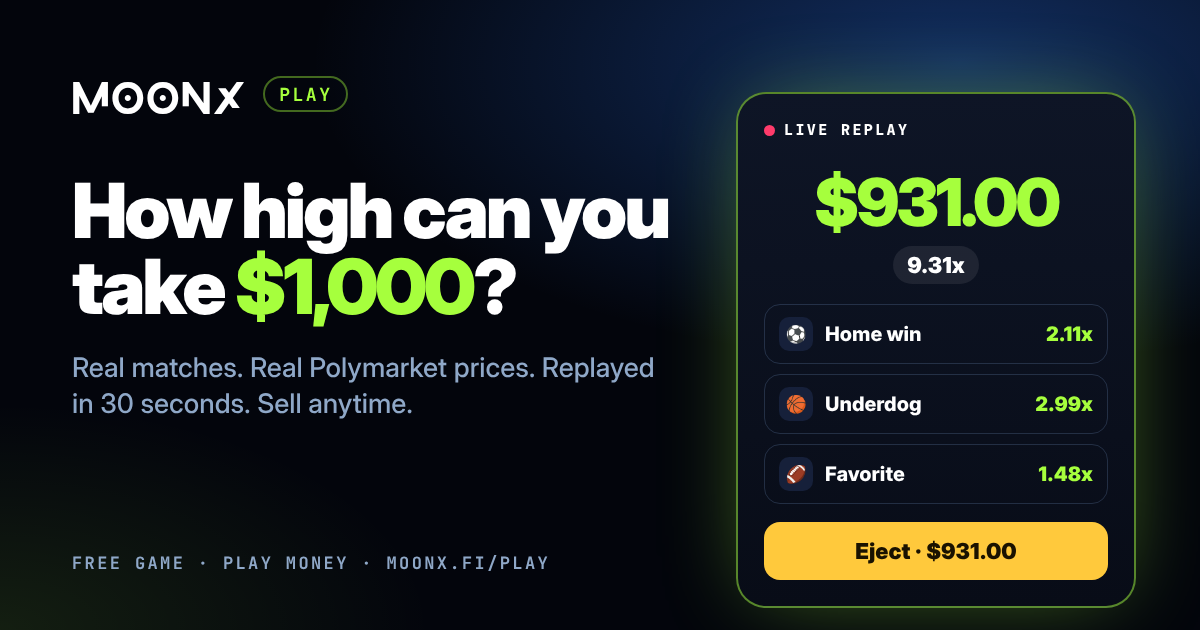 MOONX PLAY
How high can you
take $1,000?
Real matches. Real Polymarket prices. Replayed
in 30 seconds. Sell anytime.
FREE GAME · PLAY MONEY · MOONX.FI/PLAY
LIVE REPLAY
$931.00
9.31x
Home win 2.11x
Underdog 2.99x
Favorite 1.48x
Eject · $931.00